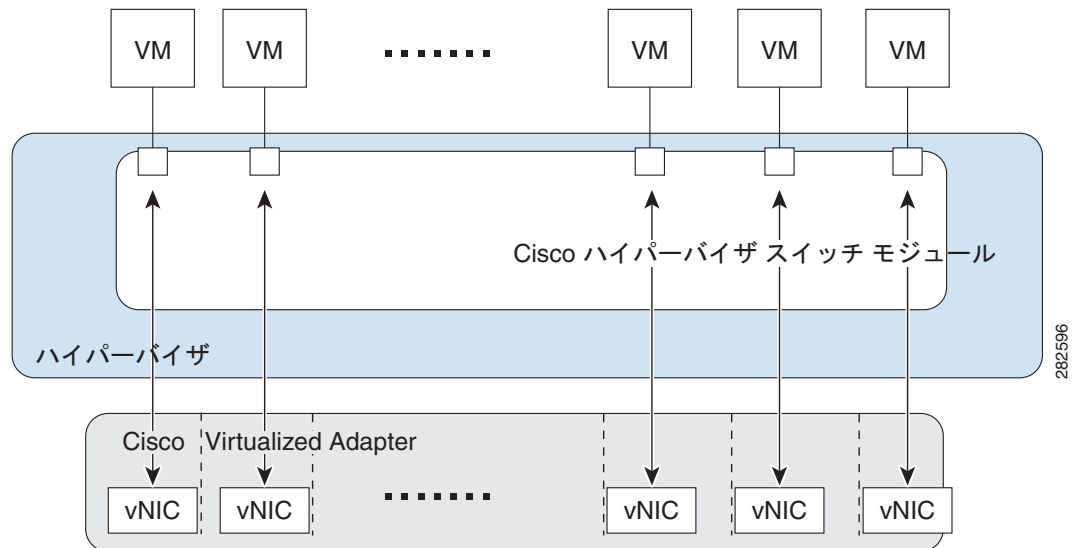 VM VM VM VM VM
Cisco ハイパーバイザ スイッチ モジュール
ハイパーバイザ
282596
Cisco Virtualized Adapter
vNIC vNIC vNIC vNIC vNIC